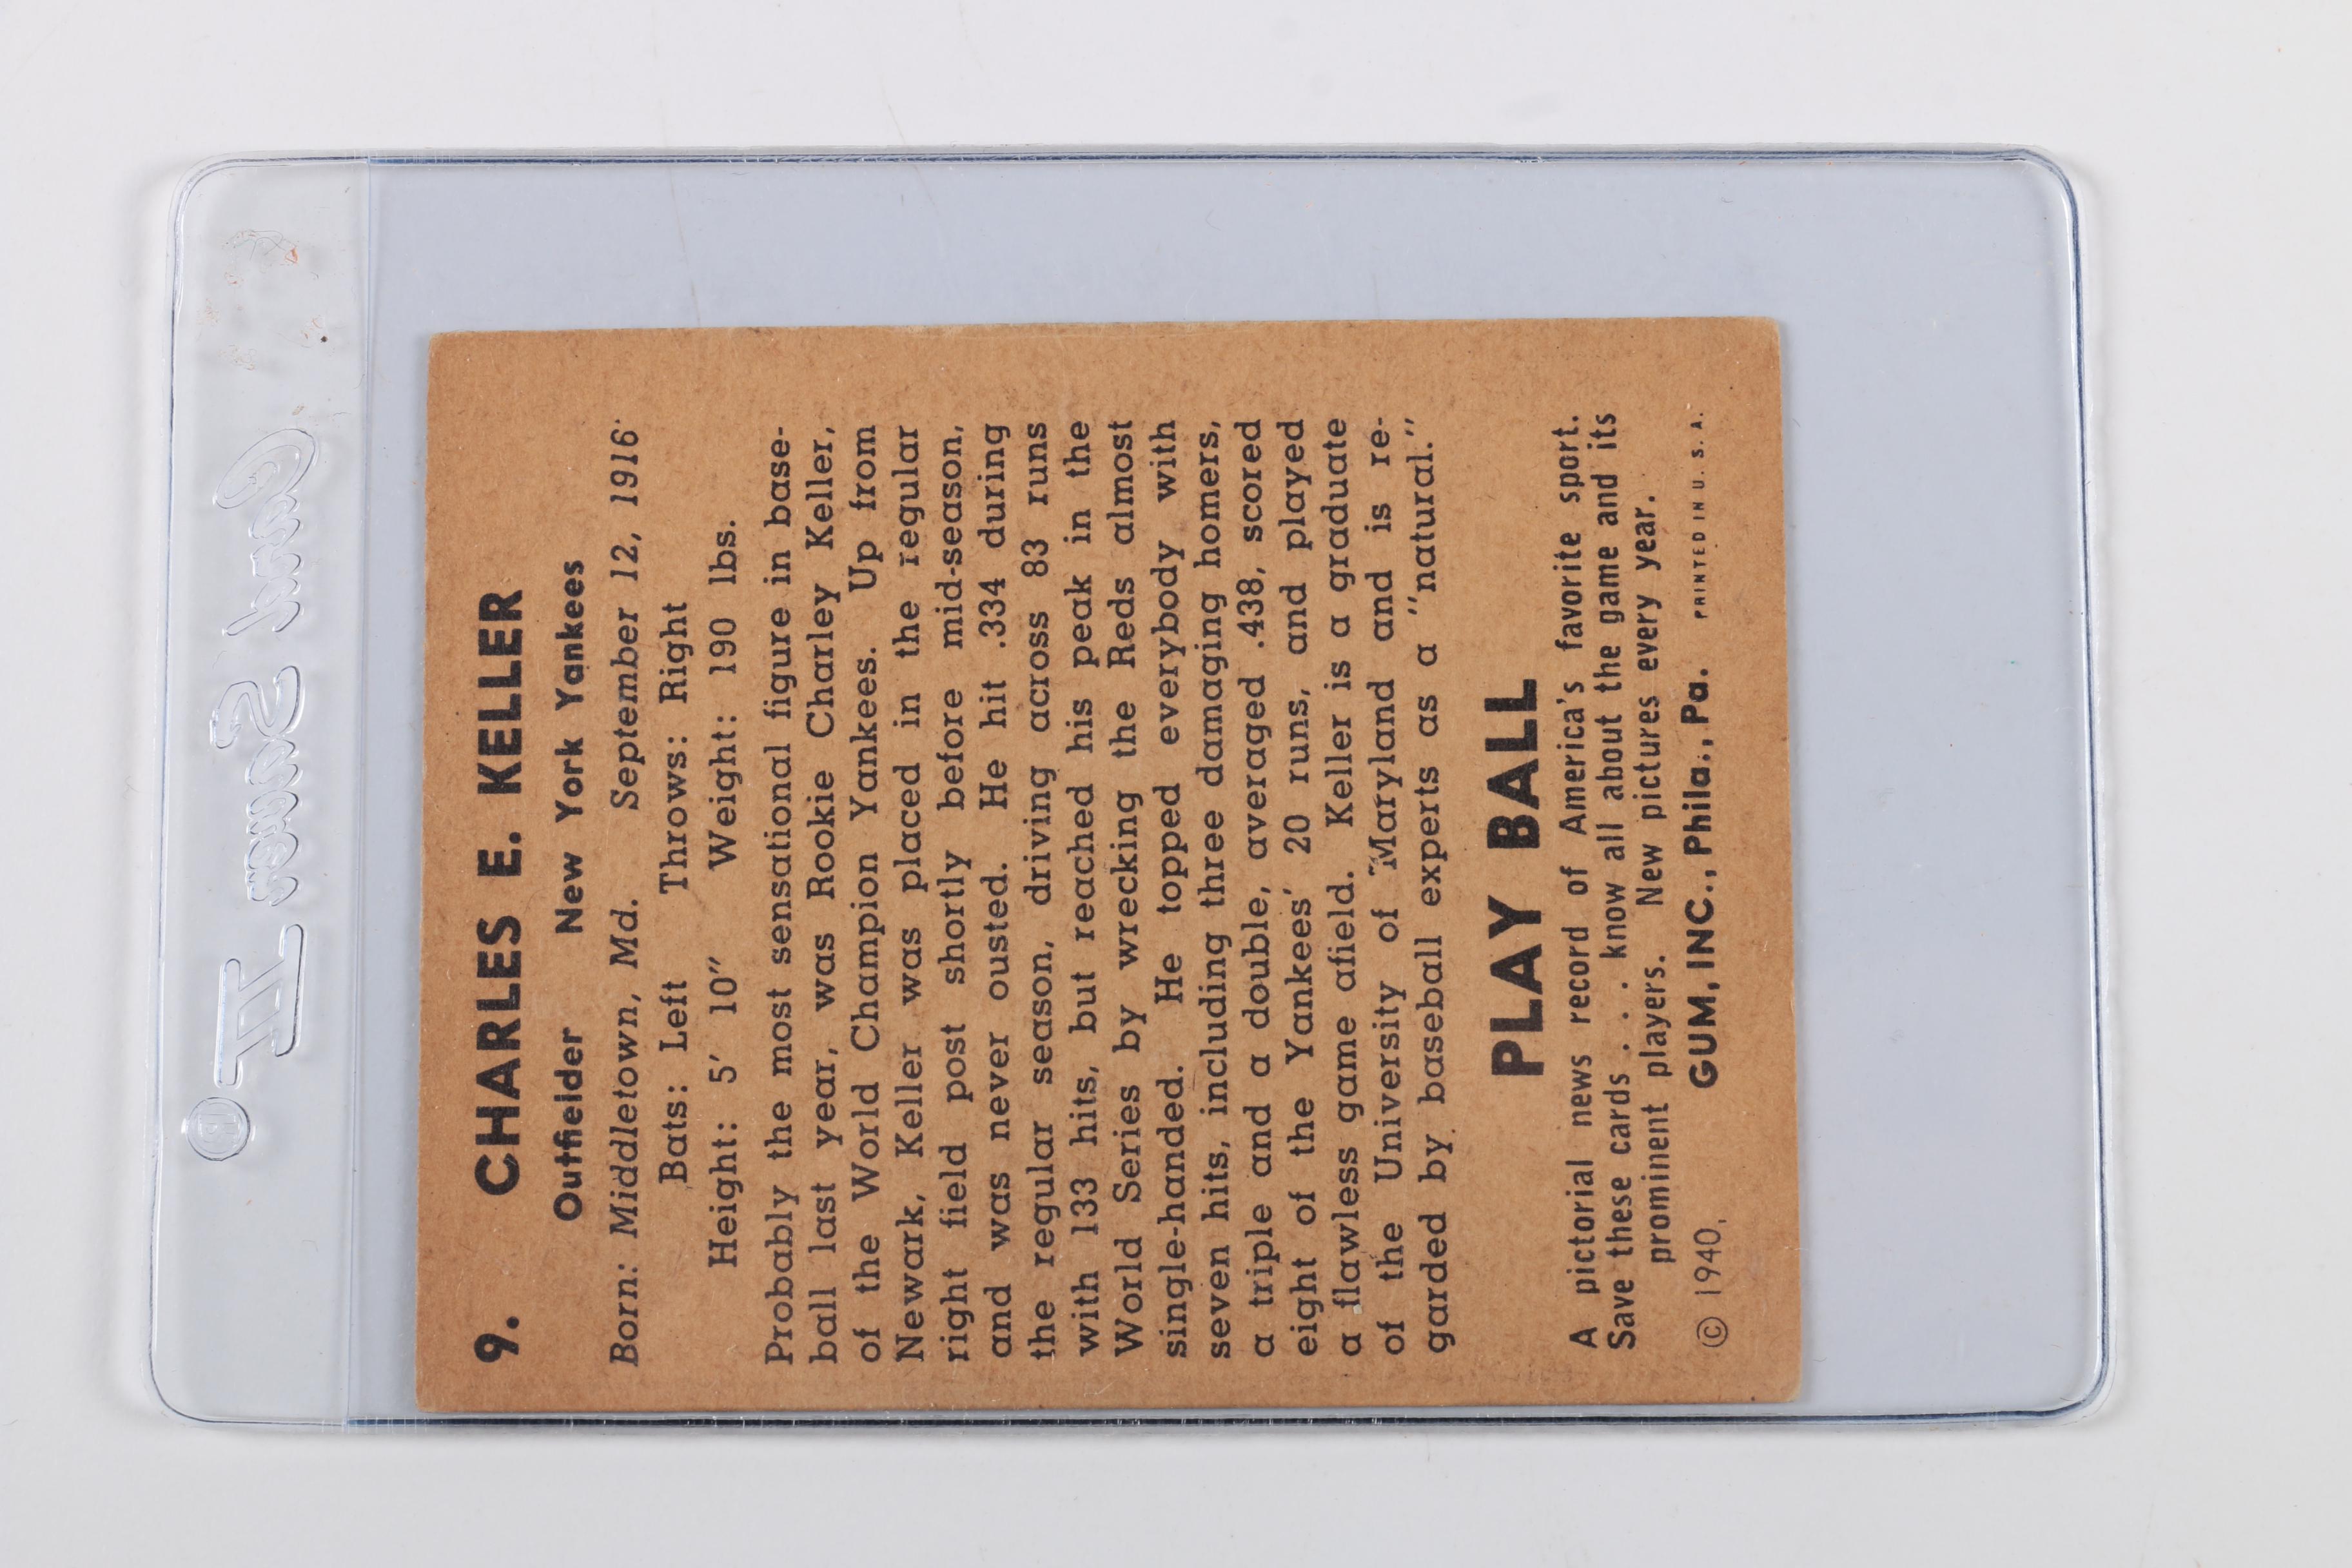 9. CHARLES E. KELLER
Outfielder New York Yankees
Born: Middletown, Md. September 12, 1916
Bats: Left Throws: Right
Height: 5′ 10″ Weight: 190 lbs.
Probably the most sensational figure in base-
ball last year, was Rookie Charley Keller,
of the World Champion Yankees. Up from
Newark, Keller was placed in the regular
right field post shortly before mid-season,
and was never ousted. He hit .334 during
the regular season, driving across 83 runs
with 133 hits, but reached his peak in the
World Series by wrecking the Reds almost
single-handed. He topped everybody with
seven hits, including three damaging homers,
a triple and a double, averaged .438, scored
eight of the Yankees' 20 runs, and played
a flawless game afield. Keller is a graduate
of the University of Maryland and is re-
garded by baseball experts as a "natural."
PLAY BALL
A pictorial news record of America's favorite sport.
Save these cards . . . know all about the game and its
prominent players. New pictures every year.
© 1940, GUM, INC., Phila., Pa. PRINTED IN U. S. A.
Card Saver II ®